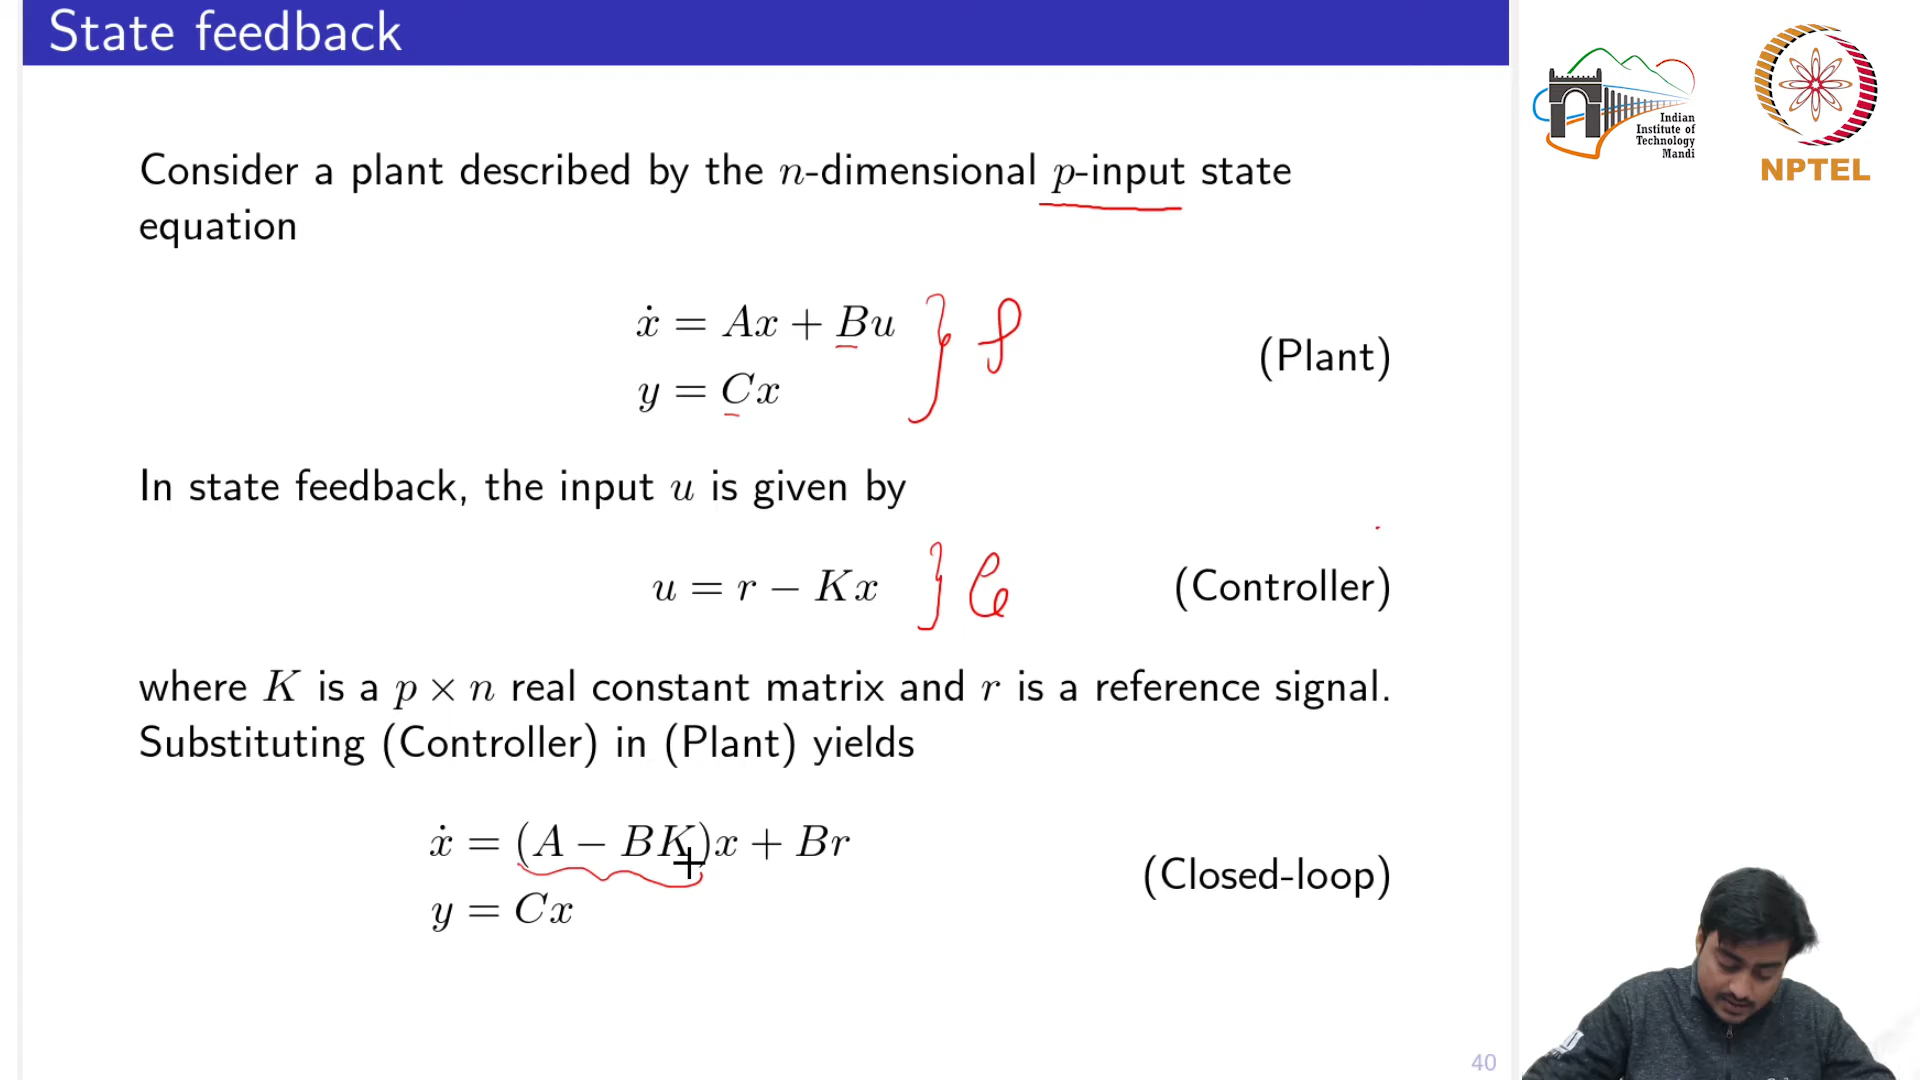 State feedback
Consider a plant described by the n-dimensional p-input state
equation
ẋ = Ax + Bu } P
y = Cx
(Plant)
In state feedback, the input u is given by
u = r − Kx } C
(Controller)
where K is a p × n real constant matrix and r is a reference signal.
Substituting (Controller) in (Plant) yields
ẋ = (A − BK)x + Br
y = Cx
(Closed-loop)
40
Indian
Institute of
Technology
Mandi
NPTEL